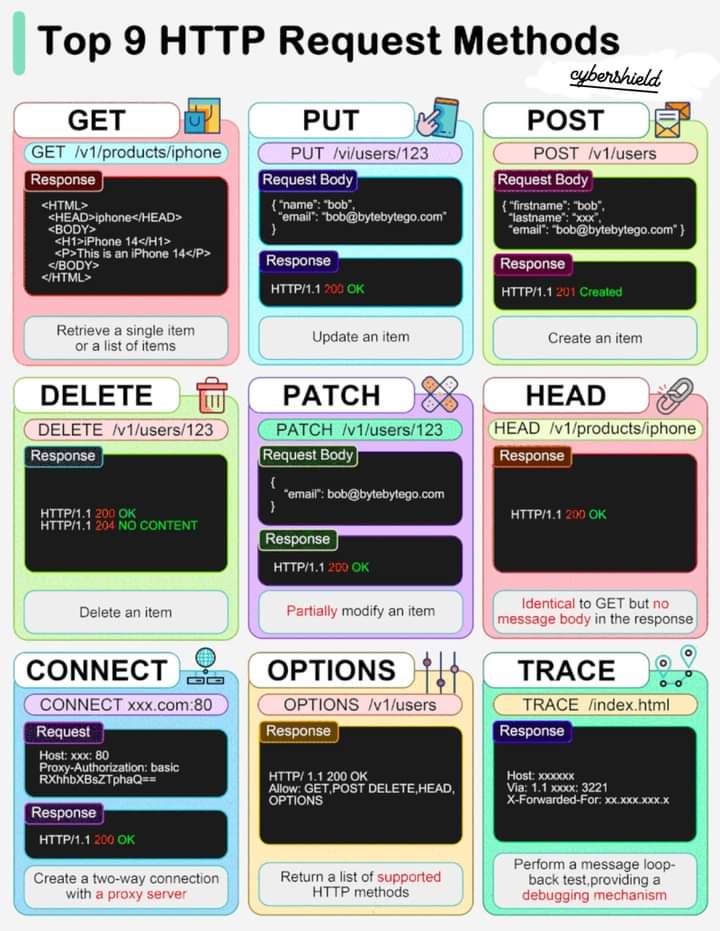 Top 9 HTTP Request Methods
cybershield
GET
GET /v1/products/iphone
Response
<HTML>
<HEAD>iphone</HEAD>
<BODY>
<H1>iPhone 14</H1>
<P>This is an iPhone 14</P>
</BODY>
</HTML>
Retrieve a single item
or a list of items
PUT
PUT /vi/users/123
Request Body
{ “name”: “bob”,
“email”: “bob@bytebytego.com”
}
Response
HTTP/1.1 200 OK
Update an item
POST
POST /v1/users
Request Body
{ “firstname”: “bob”,
“lastname”: “xxx”,
“email”: “bob@bytebytego.com” }
Response
HTTP/1.1 201 Created
Create an item
DELETE
DELETE /v1/users/123
Response
HTTP/1.1 200 OK
HTTP/1.1 204 NO CONTENT
Delete an item
PATCH
PATCH /v1/users/123
Request Body
{
“email”: bob@bytebytego.com
}
Response
HTTP/1.1 200 OK
Partially modify an item
HEAD
HEAD /v1/products/iphone
Response
HTTP/1.1 200 OK
Identical to GET but no
message body in the response
CONNECT
CONNECT xxx.com:80
Request
Host: xxx: 80
Proxy-Authorization: basic
RXhhbXBsZTphaQ==
Response
HTTP/1.1 200 OK
Create a two-way connection
with a proxy server
OPTIONS
OPTIONS /v1/users
Response
HTTP/ 1.1 200 OK
Allow: GET,POST DELETE,HEAD,
OPTIONS
Return a list of supported
HTTP methods
TRACE
TRACE /index.html
Response
Host: xxxxxx
Via: 1.1 xxxx: 3221
X-Forwarded-For: xx.xxx.xxx.x
Perform a message loop-
back test,providing a
debugging mechanism